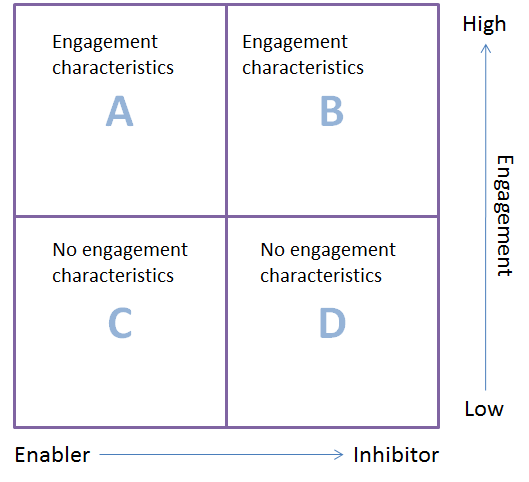 High
Engagement
characteristics
A
Engagement
characteristics
B
Engagement
No engagement
characteristics
C
No engagement
characteristics
D
Low
Enabler
Inhibitor